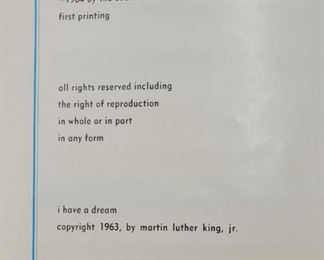 1964 by the
first printing
all rights reserved including
the right of reproduction
in whole or in part
in any form
i have a dream
copyright 1963, by martin luther king, jr.